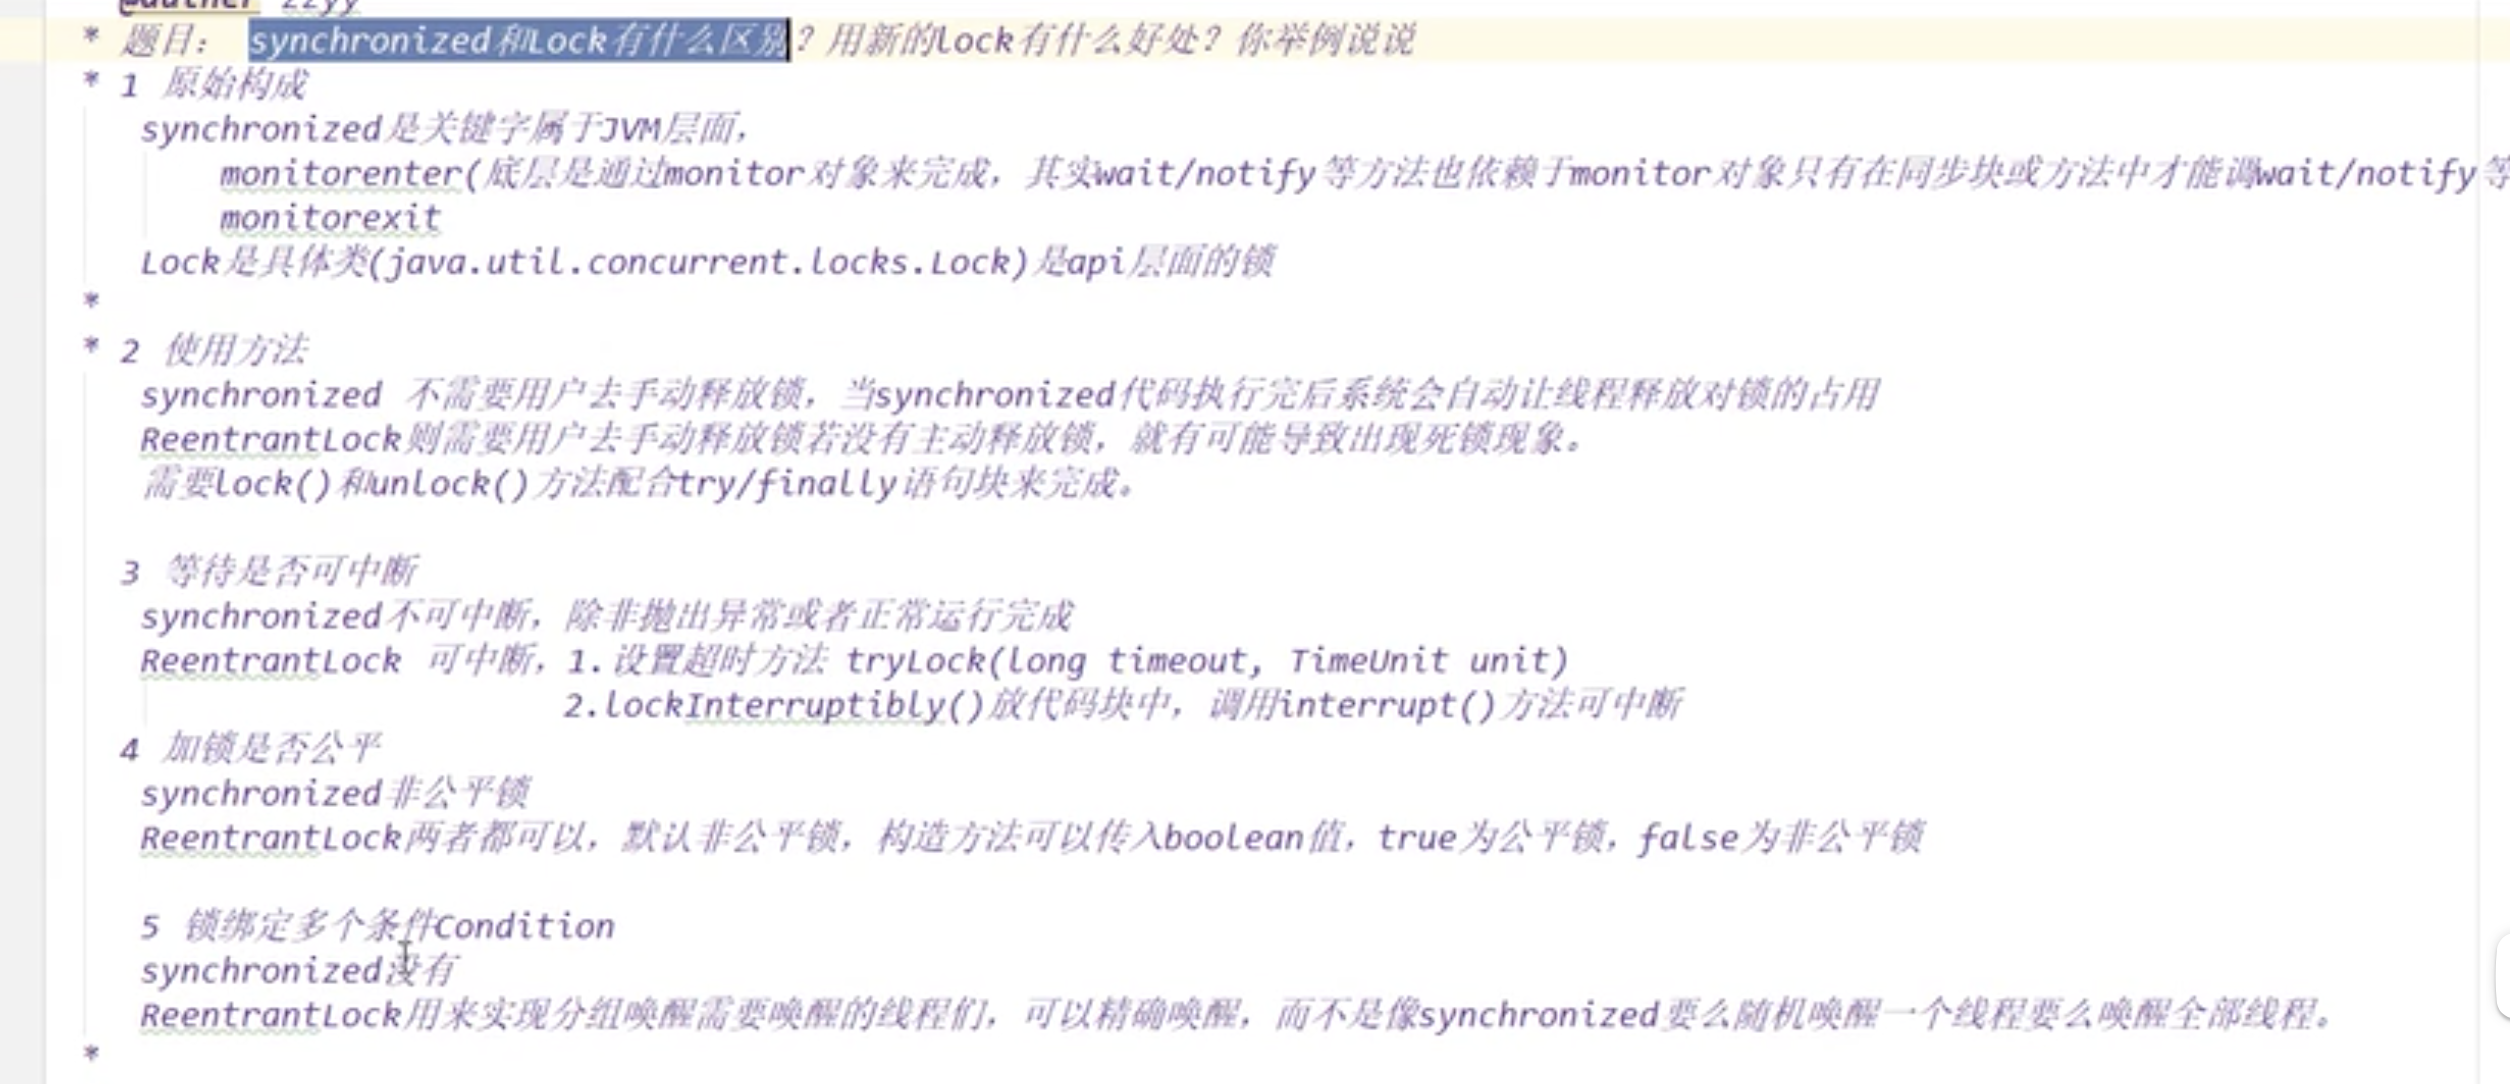 @auther zzyy
* 题目： synchronized和Lock有什么区别？用新的lock有什么好处？你举例说说
* 1 原始构成
synchronized是关键字属于JVM层面，
monitorenter(底层是通过monitor对象来完成，其实wait/notify等方法也依赖于monitor对象只有在同步块或方法中才能调wait/notify等
monitorexit
Lock是具体类(java.util.concurrent.locks.Lock)是api层面的锁
*
* 2 使用方法
synchronized 不需要用户去手动释放锁，当synchronized代码执行完后系统会自动让线程释放对锁的占用
ReentrantLock则需要用户去手动释放锁若没有主动释放锁，就有可能导致出现死锁现象。
需要lock()和unlock()方法配合try/finally语句块来完成。
3 等待是否可中断
synchronized不可中断，除非抛出异常或者正常运行完成
ReentrantLock 可中断，1.设置超时方法 tryLock(long timeout, TimeUnit unit)
2.lockInterruptibly()放代码块中，调用interrupt()方法可中断
4 加锁是否公平
synchronized非公平锁
ReentrantLock两者都可以，默认非公平锁，构造方法可以传入boolean值，true为公平锁，false为非公平锁
5 锁绑定多个条件Condition
synchronized没有
ReentrantLock用来实现分组唤醒需要唤醒的线程们，可以精确唤醒，而不是像synchronized要么随机唤醒一个线程要么唤醒全部线程。
*